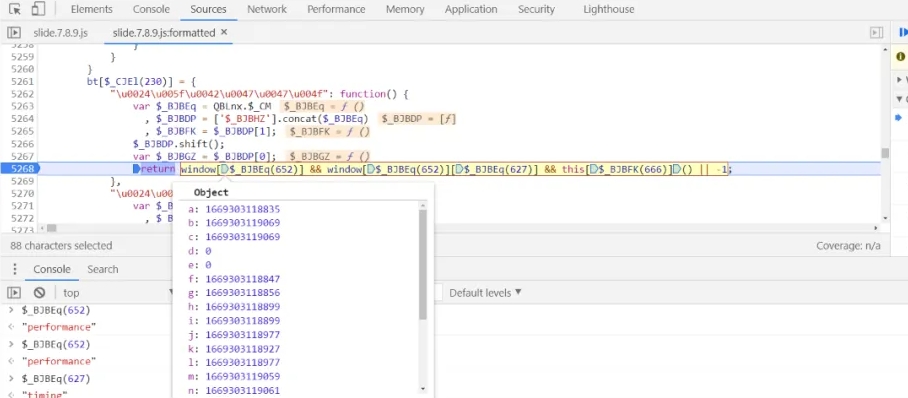 Elements Console Sources Network Performance Memory Application Security Lighthouse
slide.7.8.9.js slide.7.8.9.js:formatted ×
5259 }
5260 }
5261 bt[$_CJEl(230)] = {
5262 "\u0024\u005f\u0042\u0047\u0047\u004f": function() {
5263 var $_BJBEq = QBLnx.$_CM $_BJBEq = ƒ ()
5264 , $_BJBDP = ['$_BJBHZ'].concat($_BJBEq) $_BJBDP = [ƒ]
5265 , $_BJBFK = $_BJBDP[1]; $_BJBFK = ƒ ()
5266 $_BJBDP.shift();
5267 var $_BJBGZ = $_BJBDP[0]; $_BJBGZ = ƒ ()
5268 return window[$_BJBEq(652)] && window[$_BJBEq(652)][$_BJBEq(627)] && this[$_BJBFK(666)]() || -1;
5269 },
5270 "\u0024\u00
5271 var $_B
5272 , $_B
5273
Object
a: 1669303118835
b: 1669303119069
c: 1669303119069
d: 0
e: 0
f: 1669303118847
g: 1669303118856
h: 1669303118899
i: 1669303118899
j: 1669303118977
k: 1669303118927
l: 1669303118977
m: 1669303119059
n: 1669303119061
88 characters selected
Coverage: n/a
Console Search
top
Default levels ▼
> $_BJBEq(652)
< "performance"
> $_BJBEq(652)
< "performance"
> $_BJBEq(627)
< "timing"